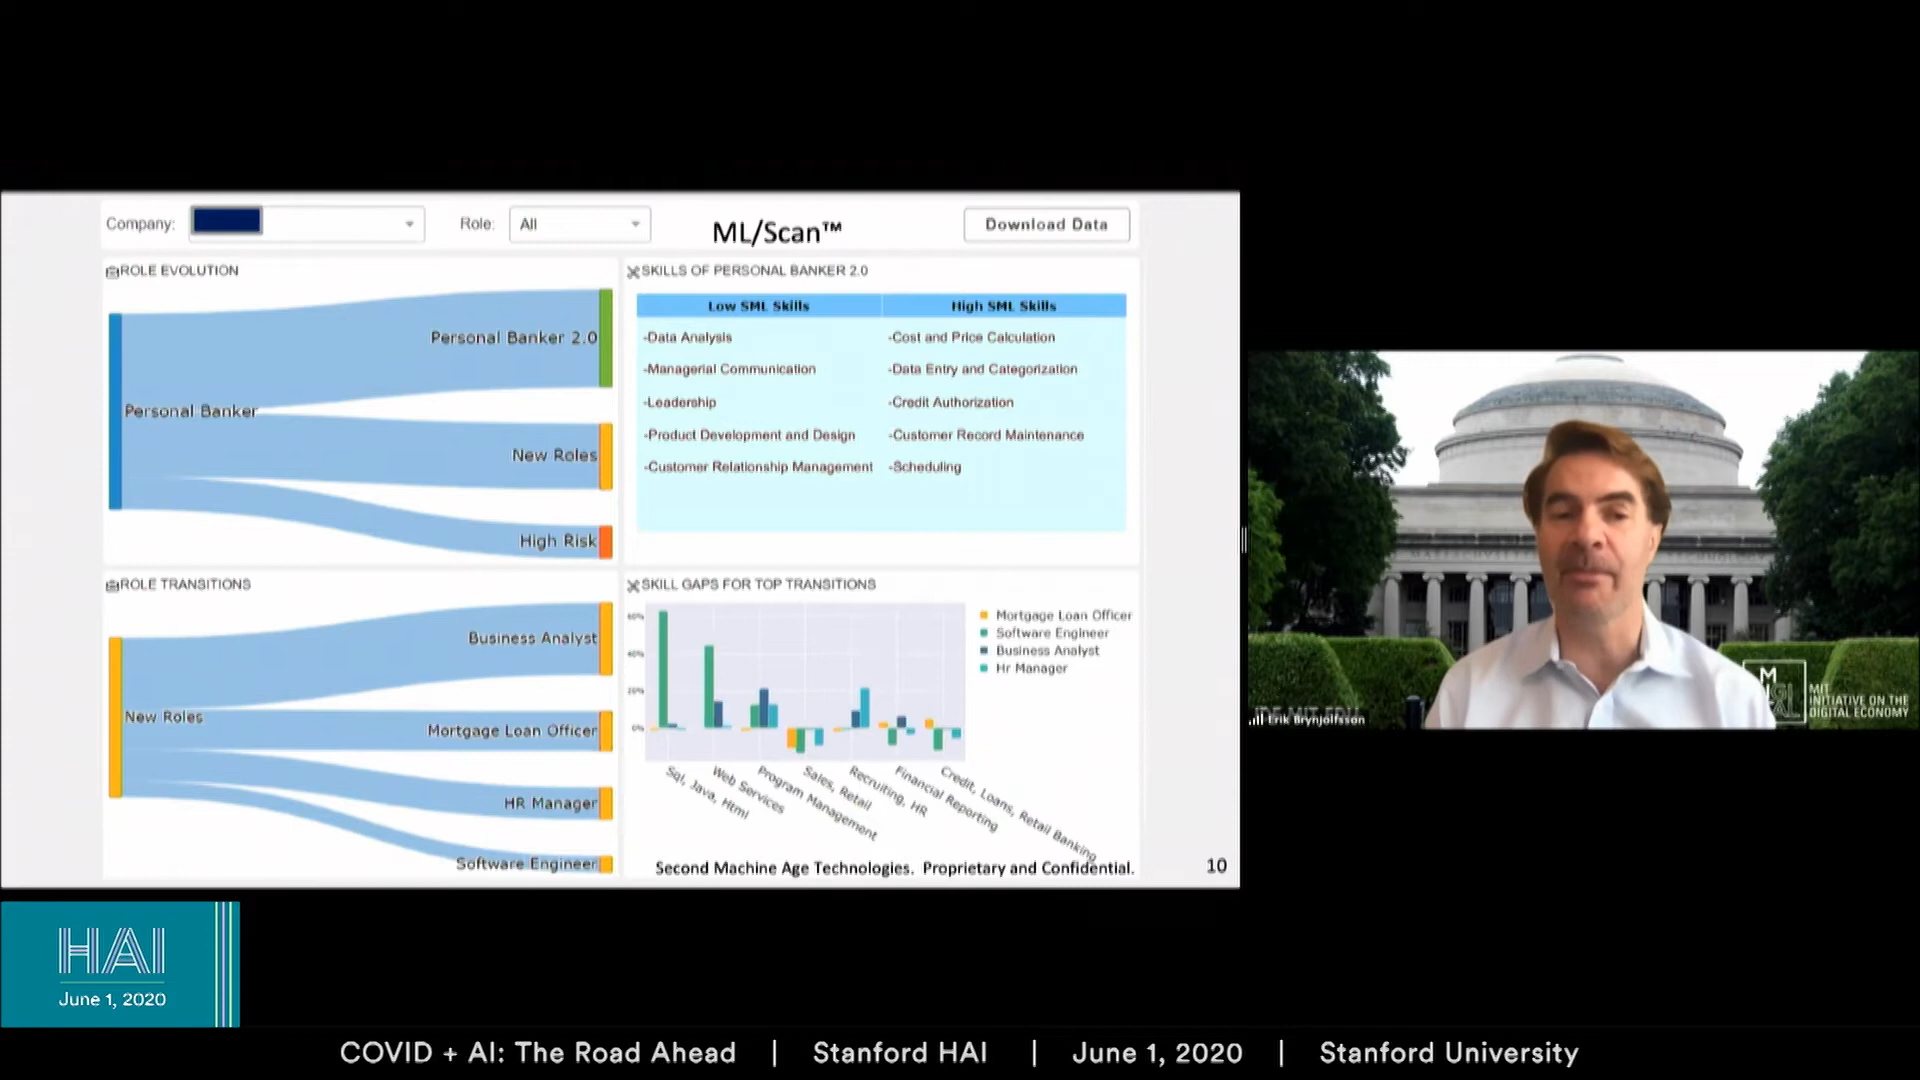 Company:
Role:
All
ML/Scan™
Download Data
ROLE EVOLUTION
Personal Banker
Personal Banker 2.0
New Roles
High Risk
SKILLS OF PERSONAL BANKER 2.0
Low SML Skills
High SML Skills
-Data Analysis
-Cost and Price Calculation
-Managerial Communication
-Data Entry and Categorization
-Leadership
-Credit Authorization
-Product Development and Design
-Customer Record Maintenance
-Customer Relationship Management
-Scheduling
ROLE TRANSITIONS
New Roles
Business Analyst
Mortgage Loan Officer
HR Manager
Software Engineer
SKILL GAPS FOR TOP TRANSITIONS
60%
40%
20%
0%
Mortgage Loan Officer
Software Engineer
Business Analyst
Hr Manager
Sql, Java, Html
Web Services
Program Management
Sales, Retail
Recruiting, HR
Financial Reporting
Credit, Loans, Retail Banking
Second Machine Age Technologies. Proprietary and Confidential.
10
Erik Brynjolfsson
MIT
INITIATIVE ON THE
DIGITAL ECONOMY
HAI
June 1, 2020
COVID + AI: The Road Ahead | Stanford HAI | June 1, 2020 | Stanford University